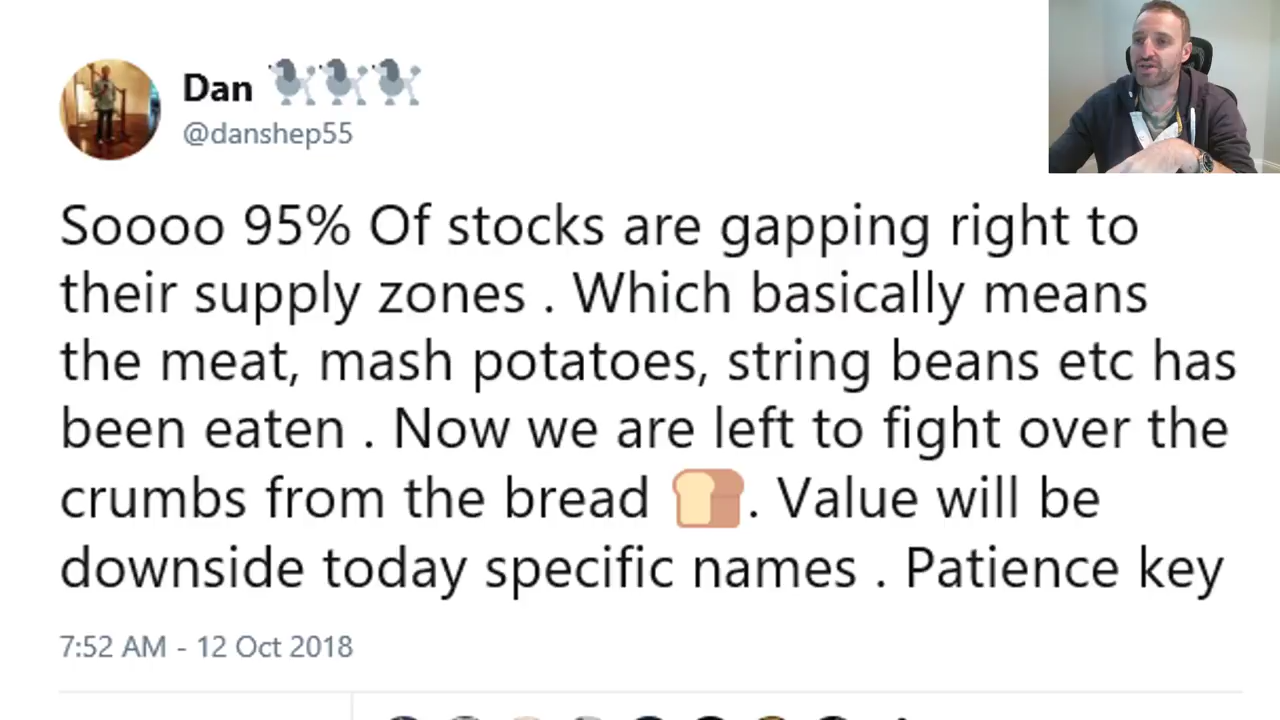 Dan 🐩🐩🐩
@danshep55
Soooo 95% Of stocks are gapping right to
their supply zones . Which basically means
the meat, mash potatoes, string beans etc has
been eaten . Now we are left to fight over the
crumbs from the bread 🍞. Value will be
downside today specific names . Patience key
7:52 AM - 12 Oct 2018